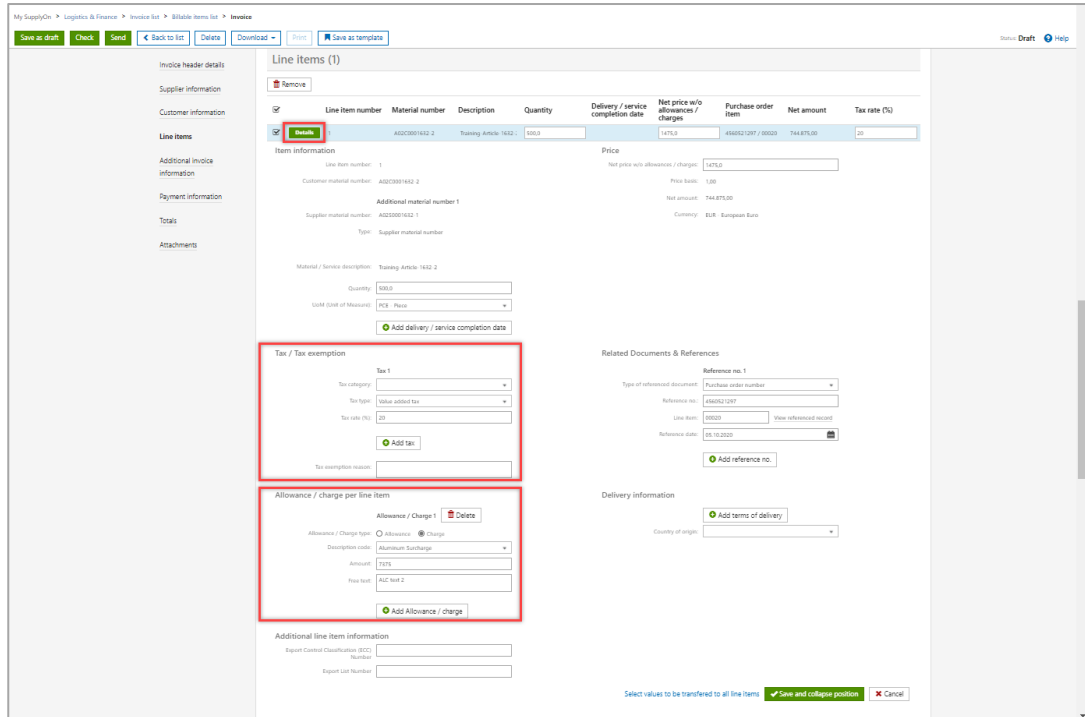 My SupplyOn > Logistics & Finance > Invoice list > Billable items list > Invoice
Save as draft Check Send Back to list Delete Download Print Save as template Status: Draft Help
Invoice header details
Supplier information
Customer information
Line items
Additional invoice
information
Payment information
Totals
Attachments
Line items (1)
Remove
Line item number Material number Description Quantity Delivery / service completion date Net price w/o allowances / charges Purchase order item Net amount Tax rate (%)
Details 1 A02C0001632-2 Training Article 1632- 500,0 1475,0 4560521297 / 00020 744.875,00 20
Item information
Line item number: 1
Customer material number: A02C0001632-2
Additional material number 1
Supplier material number: A02S0001632-1
Type: Supplier material number
Material / Service description: Training Article 1632-2
Quantity: 500,0
UoM (Unit of Measure): PCE - Piece
Add delivery / service completion date
Price
Net price w/o allowances / charges: 1475,0
Price basis: 1,00
Net amount: 744.875,00
Currency: EUR - European Euro
Tax / Tax exemption
Tax 1
Tax category:
Tax type: Value added tax
Tax rate (%): 20
Add tax
Tax exemption reason:
Related Documents & References
Reference no. 1
Type of referenced document: Purchase order number
Reference no.: 4560521297
Line item: 00020 View referenced record
Reference date: 05.10.2020
Add reference no.
Allowance / charge per line item
Allowance / Charge 1 Delete
Allowance / Charge type: Allowance Charge
Description code: Aluminum Surcharge
Amount: 7375
Free text: ALC test 2
Add Allowance / charge
Delivery information
Add terms of delivery
Country of origin:
Additional line item information
Export Control Classification (ECC)
Number:
Export List Number:
Select values to be transfered to all line items Save and collapse position Cancel